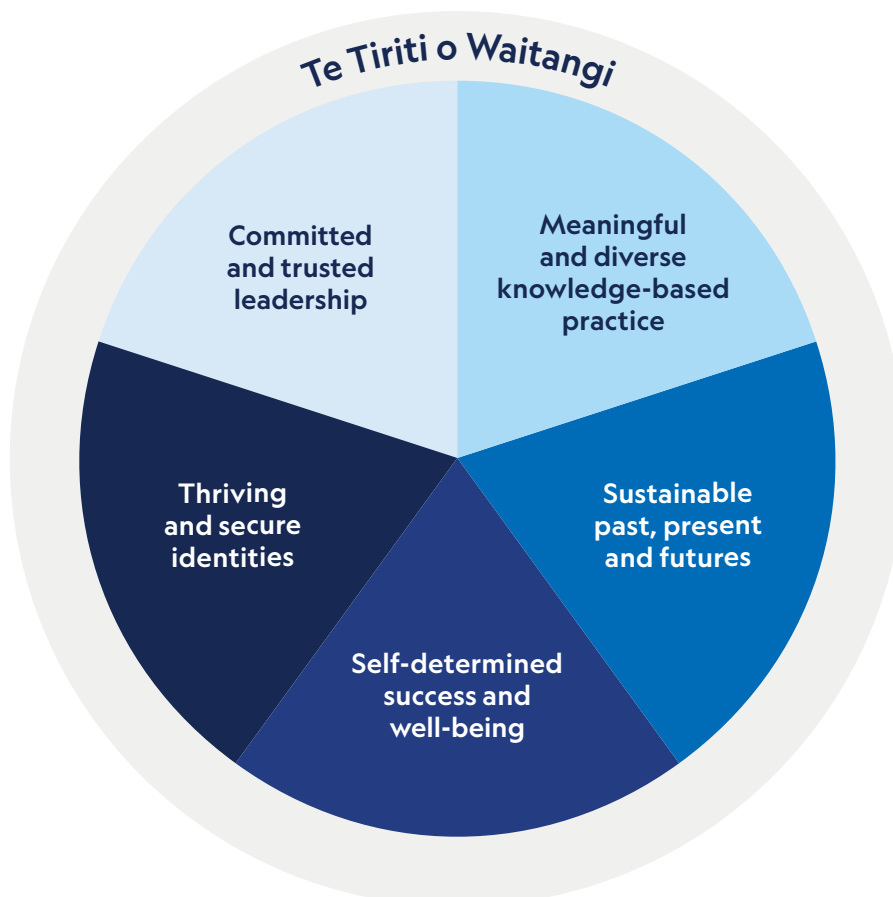 Te Tiriti o Waitangi
Committed
and trusted
leadership
Meaningful
and diverse
knowledge-based
practice
Thriving
and secure
identities
Sustainable
past, present
and futures
Self-determined
success and
well-being